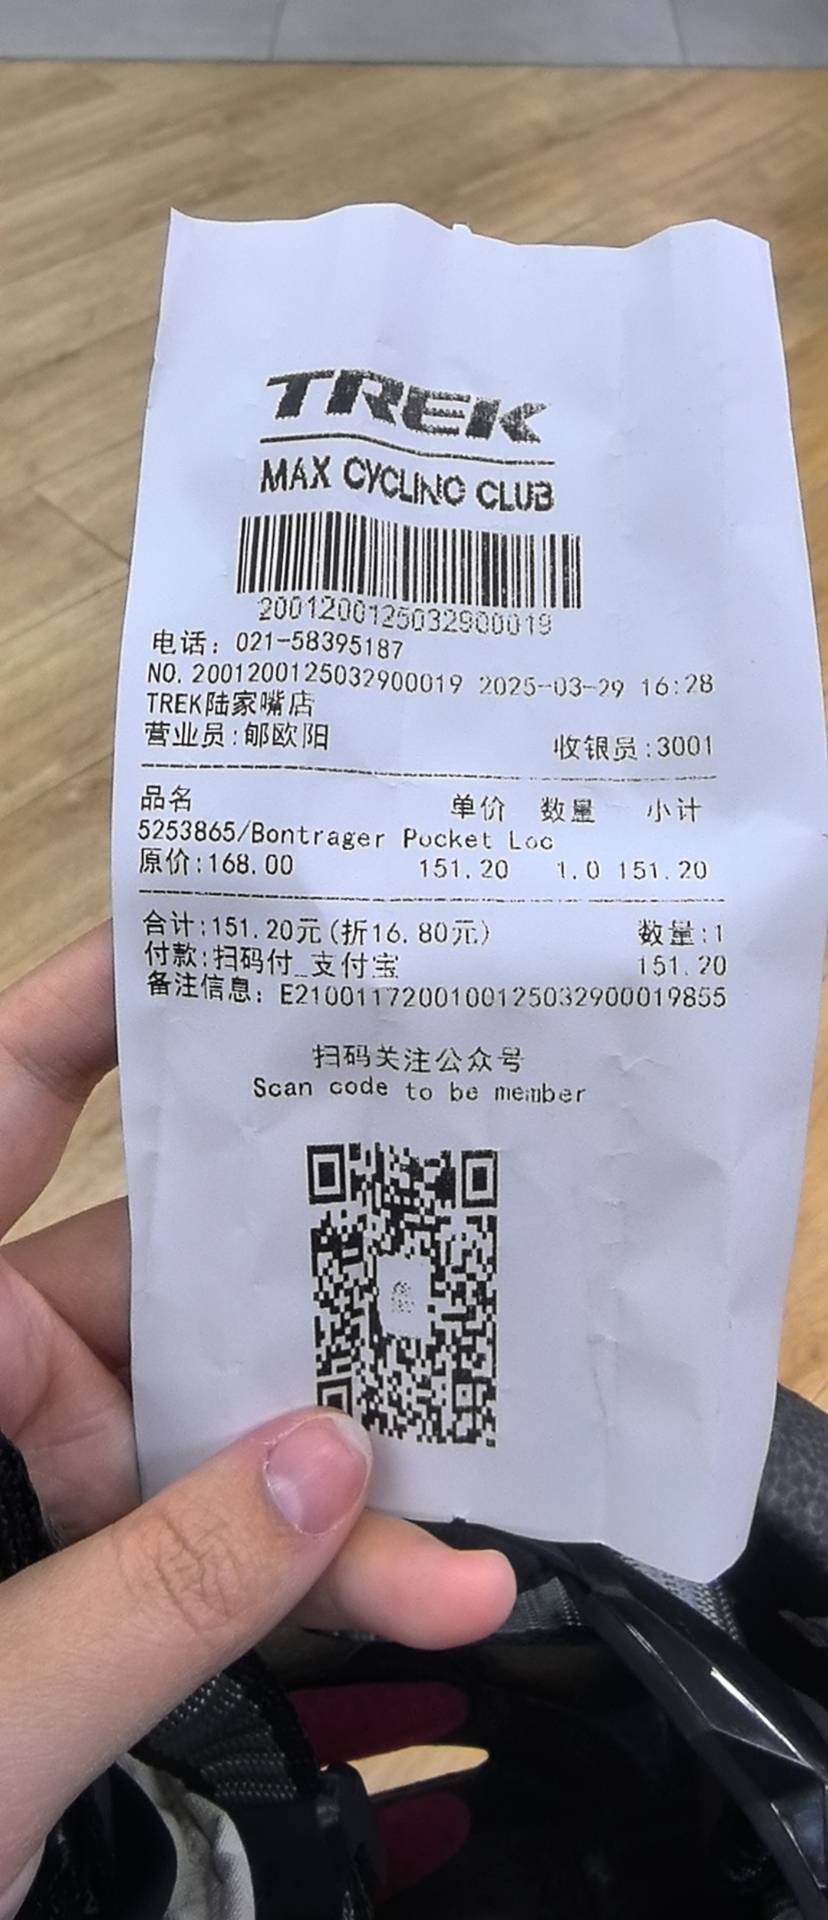 TREK
MAX CYCLING CLUB
2001200125032900019
电话: 021-58395187
NO. 2001200125032900019 2025-03-29 16:28
TREK陆家嘴店
营业员:郇欧阳 收银员:3001
品名 单价 数量 小计
5253865/Bontrager Pocket Loc
原价:168.00 151.20 1.0 151.20
合计:151.20元(折16.80元) 数量:1
付款:扫码付_支付宝 151.20
备注信息: E2100117200100125032900019855
扫码关注公众号
Scan code to be member